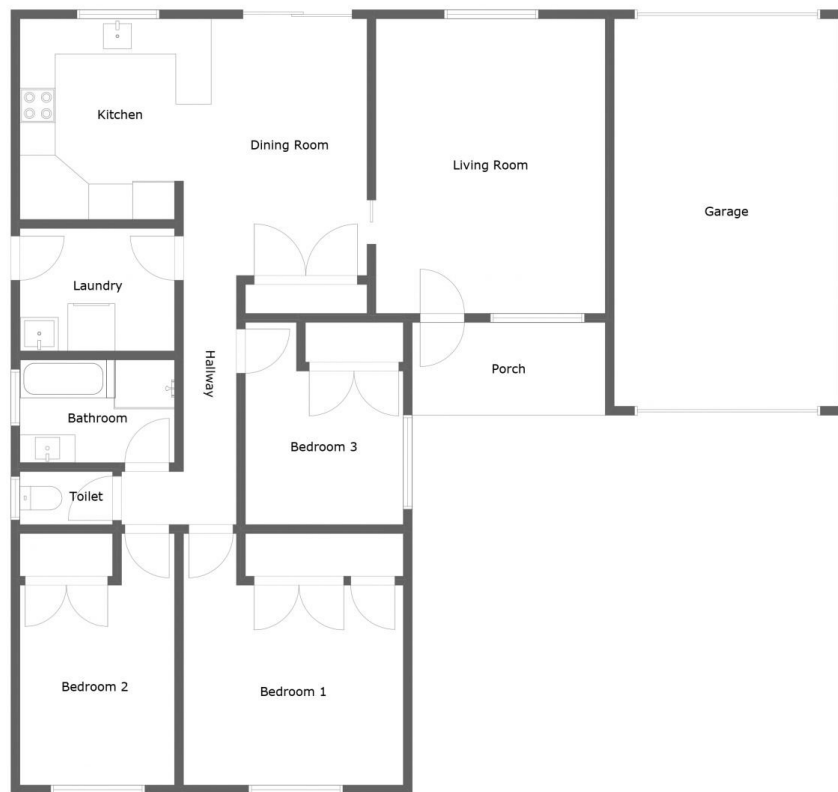 Kitchen
Dining Room
Living Room
Garage
Laundry
Hallway
Porch
Bathroom
Bedroom 3
Toilet
Bedroom 2
Bedroom 1